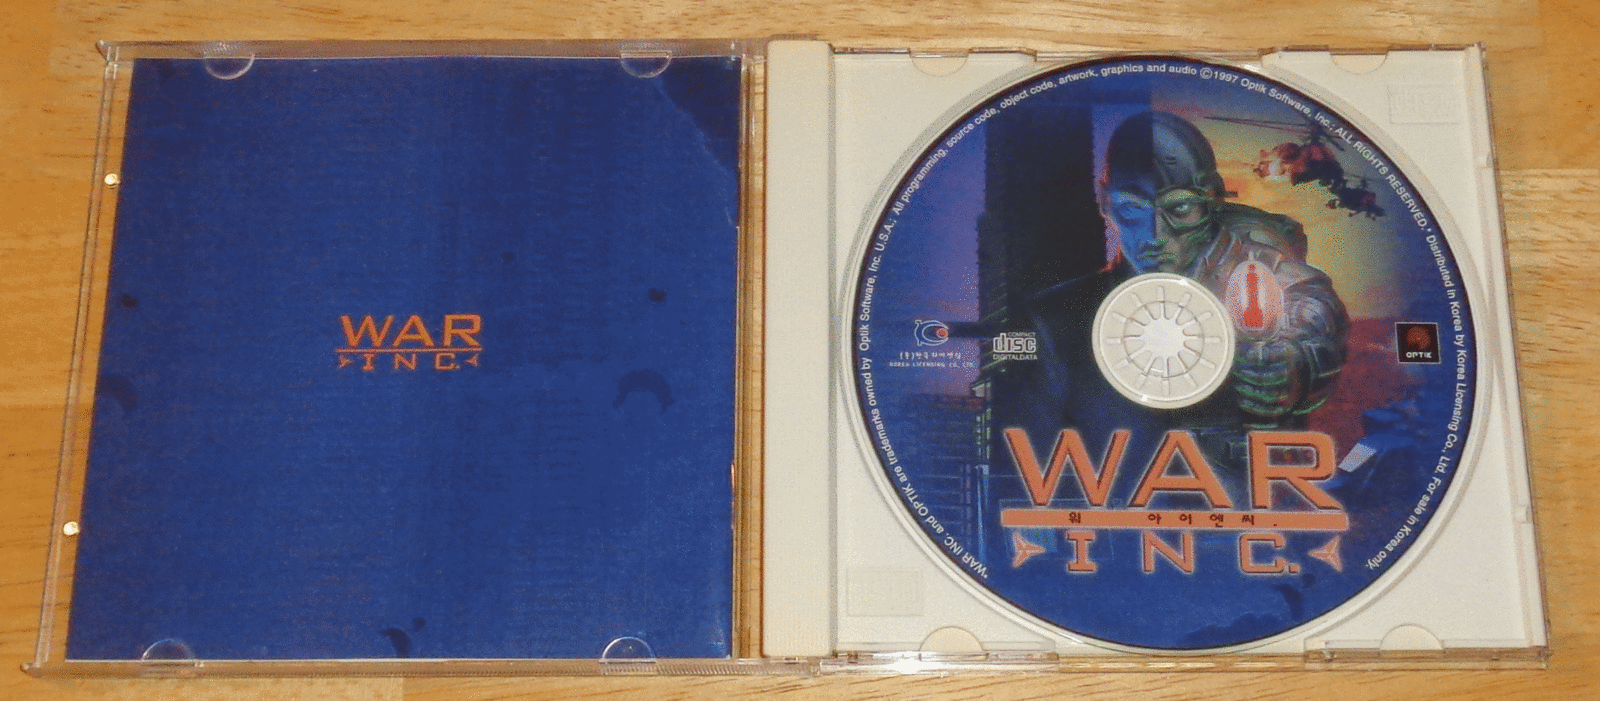 WAR
INC.
"WAR INC. and OPTIK are trademarks owned by Optik Software, Inc. U.S.A.; All programming, source code, object code, artwork, graphics and audio ©1997 Optik Software, Inc.; ALL RIGHTS RESERVED. • Distributed in Korea by Korea Licensing Co., Ltd. For sale in Korea only.
KOREA LICENSING CO., LTD.
COMPACT
disc
DIGITAL DATA
OPTIK
WAR
워 아이엔씨.
INC.